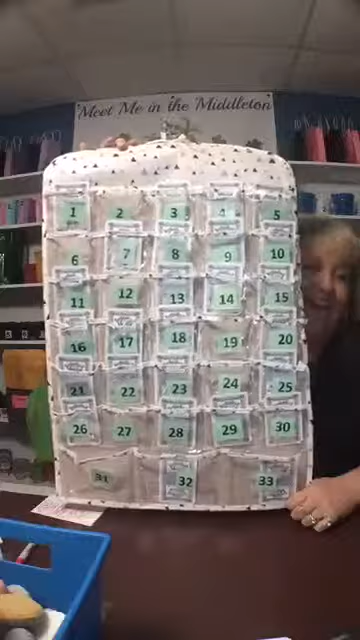 Meet Me in the Middleton
1 2 3 4 5
6 7 8 9 10
11 12 13 14 15
16 17 18 19 20
21 22 23 24 25
26 27 28 29 30
31 32 33